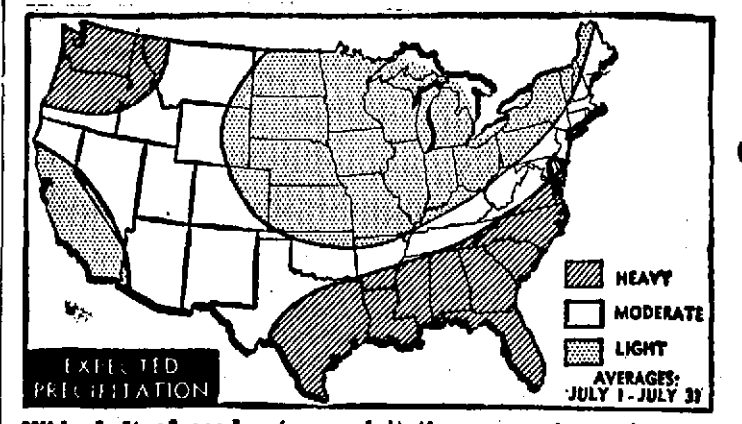 HEAVY
MODERATE
LIGHT
AVERAGES:
JULY 1 - JULY 31
EXPECTED
PRECIPITATION